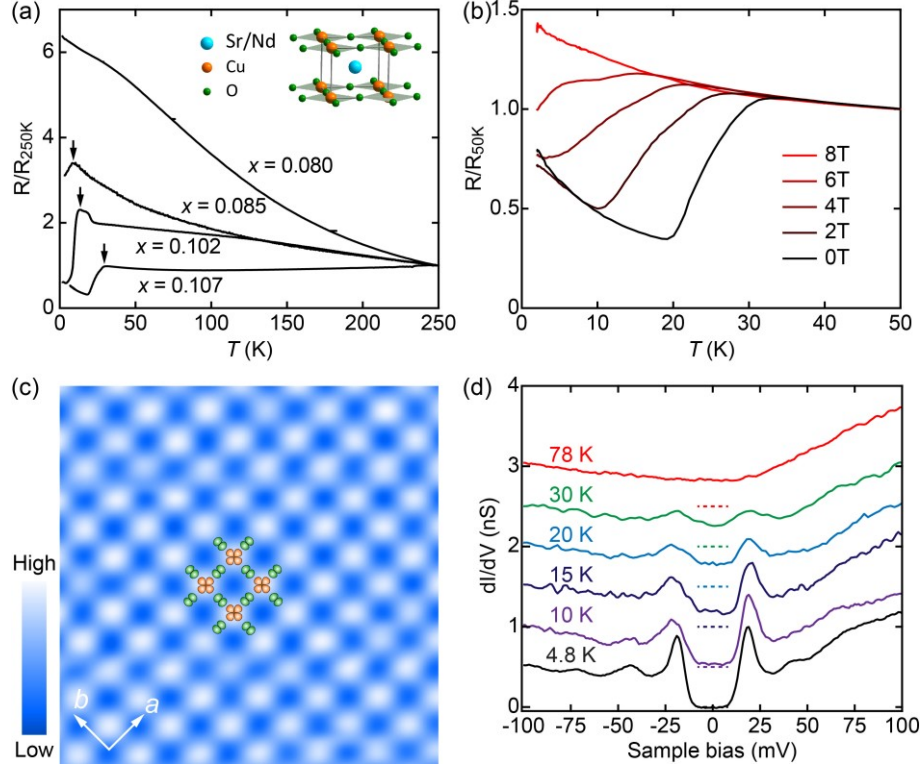 (a)
R/R250K
6
4
2
0
0
50
100
150
200
250
T (K)
Sr/Nd
Cu
O
x = 0.080
x = 0.085
x = 0.102
x = 0.107
(b)
R/R50K
1.5
1.0
0.5
0
10
20
30
40
50
T (K)
8T
6T
4T
2T
0T
(c)
High
Low
b
a
(d)
dI/dV (nS)
4
3
2
1
0
78 K
30 K
20 K
15 K
10 K
4.8 K
-100
-75
-50
-25
0
25
50
75
100
Sample bias (mV)